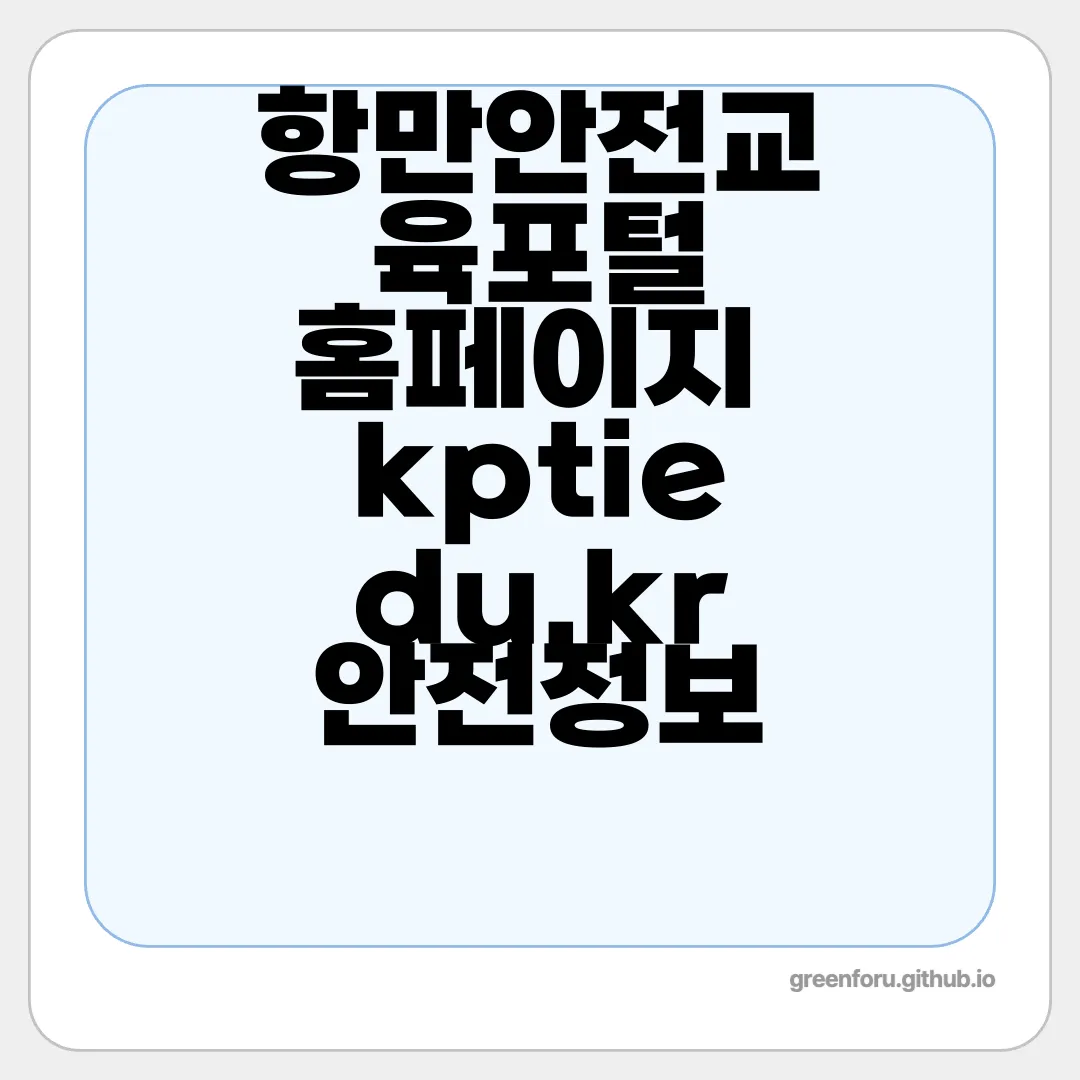 항만안전교
육포털
홈페이지
kptie
du.kr
안전정보
greenforu.github.io